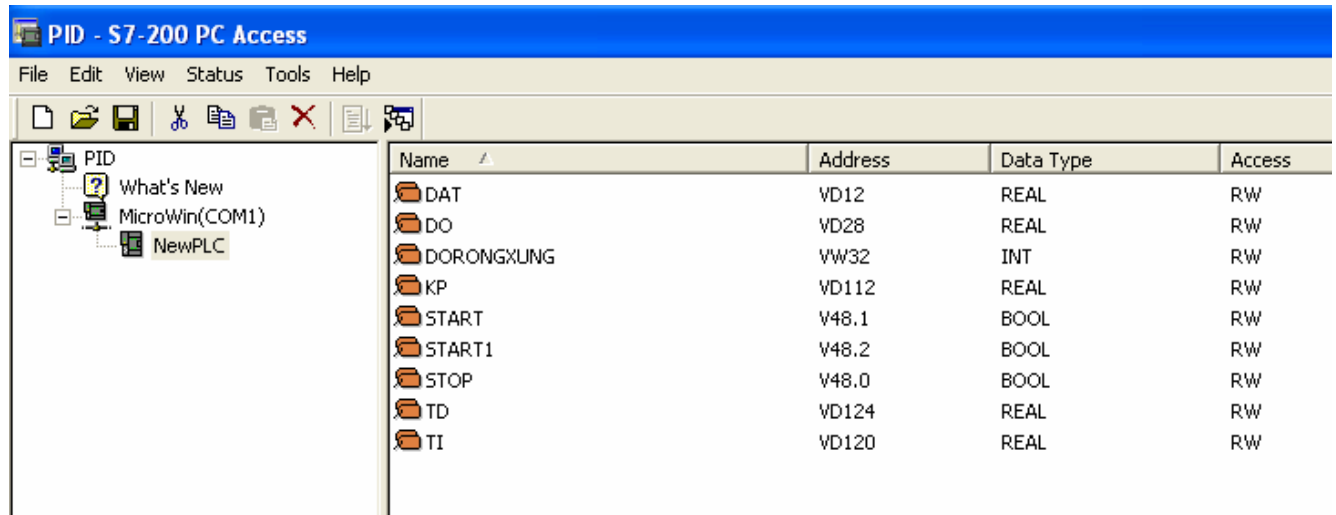 PID - S7-200 PC Access
File Edit View Status Tools Help
PID
What's New
MicroWin(COM1)
NewPLC
Name Address Data Type Access
DAT VD12 REAL RW
DO VD28 REAL RW
DORONGXUNG VW32 INT RW
KP VD112 REAL RW
START V48.1 BOOL RW
START1 V48.2 BOOL RW
STOP V48.0 BOOL RW
TD VD124 REAL RW
TI VD120 REAL RW